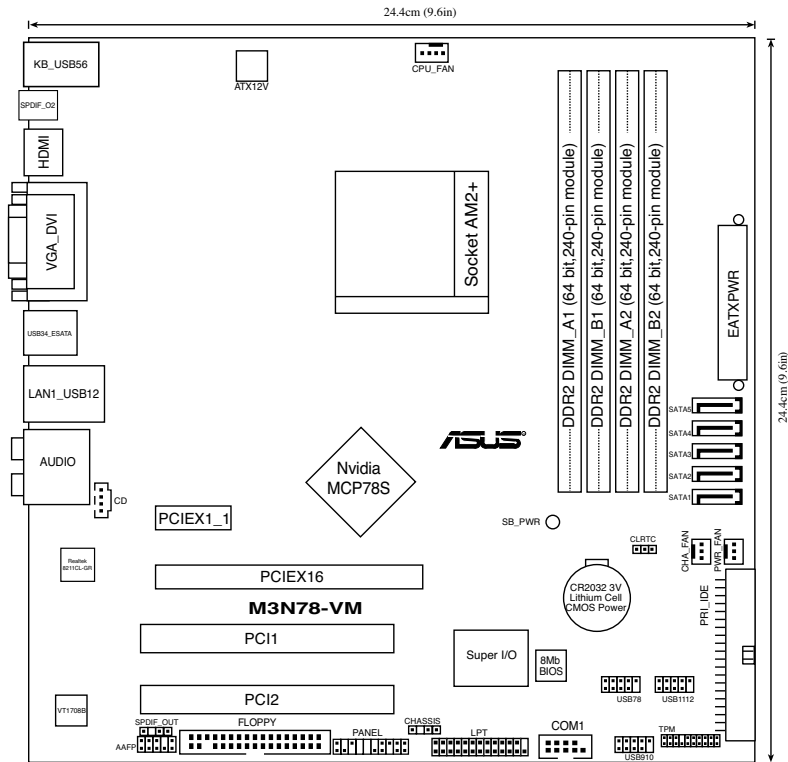 24.4cm (9.6in)
KB_USB56
ATX12V
CPU_FAN
SPDIF_O2
HDMI
VGA_DVI
Socket AM2+
DDR2 DIMM_A1 (64 bit,240-pin module)
DDR2 DIMM_B1 (64 bit,240-pin module)
DDR2 DIMM_A2 (64 bit,240-pin module)
DDR2 DIMM_B2 (64 bit,240-pin module)
EATXPWR
24.4cm (9.6in)
USB34_ESATA
LAN1_USB12
SATA5
SATA4
SATA3
SATA2
SATA1
AUDIO
CD
Nvidia
MCP78S
ASUS
PCIEX1_1
SB_PWR
CLRTC
CHA_FAN
PWR_FAN
Realtek
8211CL-GR
PCIEX16
CR2032 3V
Lithium Cell
CMOS Power
PRI_IDE
M3N78-VM
PCI1
Super I/O
8Mb
BIOS
PCI2
USB78
USB1112
VT1708B
SPDIF_OUT
AAFP
FLOPPY
PANEL
CHASSIS
LPT
COM1
USB910
TPM